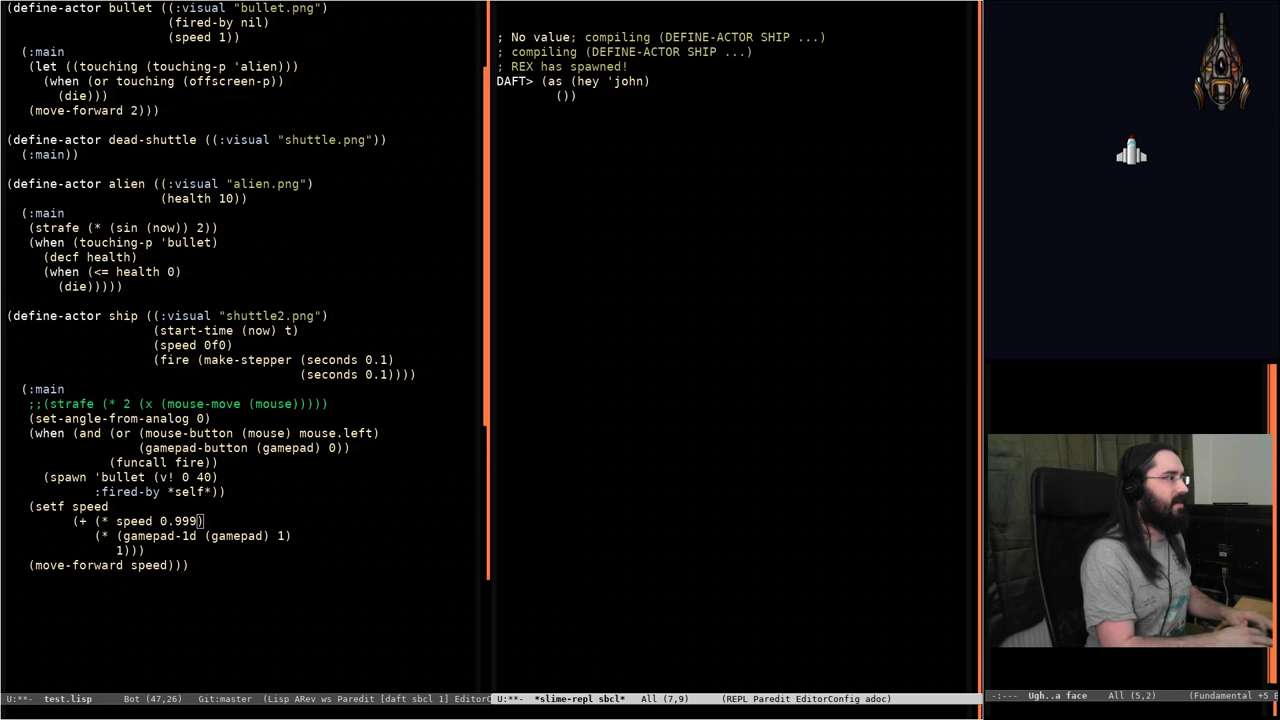 (define-actor bullet ((:visual "bullet.png")
(fired-by nil)
(speed 1))
(:main
(let ((touching (touching-p 'alien)))
(when (or touching (offscreen-p))
(die)))
(move-forward 2)))
(define-actor dead-shuttle ((:visual "shuttle.png"))
(:main))
(define-actor alien ((:visual "alien.png")
(health 10))
(:main
(strafe (* (sin (now)) 2))
(when (touching-p 'bullet)
(decf health)
(when (<= health 0)
(die)))))
(define-actor ship ((:visual "shuttle2.png")
(start-time (now) t)
(speed 0f0)
(fire (make-stepper (seconds 0.1)
(seconds 0.1))))
(:main
;;(strafe (* 2 (x (mouse-move (mouse)))))
(set-angle-from-analog 0)
(when (and (or (mouse-button (mouse) mouse.left)
(gamepad-button (gamepad) 0))
(funcall fire))
(spawn 'bullet (v! 0 40)
:fired-by *self*))
(setf speed
(+ (* speed 0.999)
(* (gamepad-1d (gamepad) 1)
1)))
(move-forward speed)))
U:**- test.lisp Bot (47,26) Git:master (Lisp ARev ws Paredit [daft sbcl 1] EditorC
; No value; compiling (DEFINE-ACTOR SHIP ...)
; compiling (DEFINE-ACTOR SHIP ...)
; REX has spawned!
DAFT> (as (hey 'john)
())
U:**- *slime-repl sbcl* All (7,9) (REPL Paredit EditorConfig adoc)
-:--- Ugh..a face All (5,2) (Fundamental +5 E